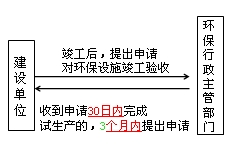 建设单位
竣工后，提出申请
对环保设施竣工验收
收到申请30日内完成
试生产的，3个月内提出申请
环保行政主管部门